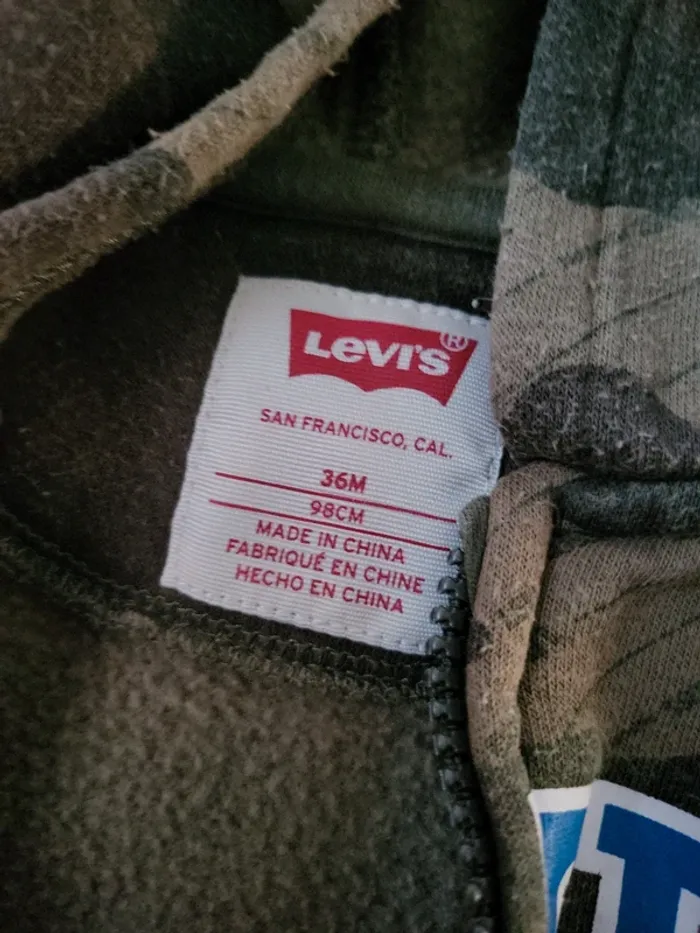 Levi's®
SAN FRANCISCO, CAL.
36M
98CM
MADE IN CHINA
FABRIQUÉ EN CHINE
HECHO EN CHINA